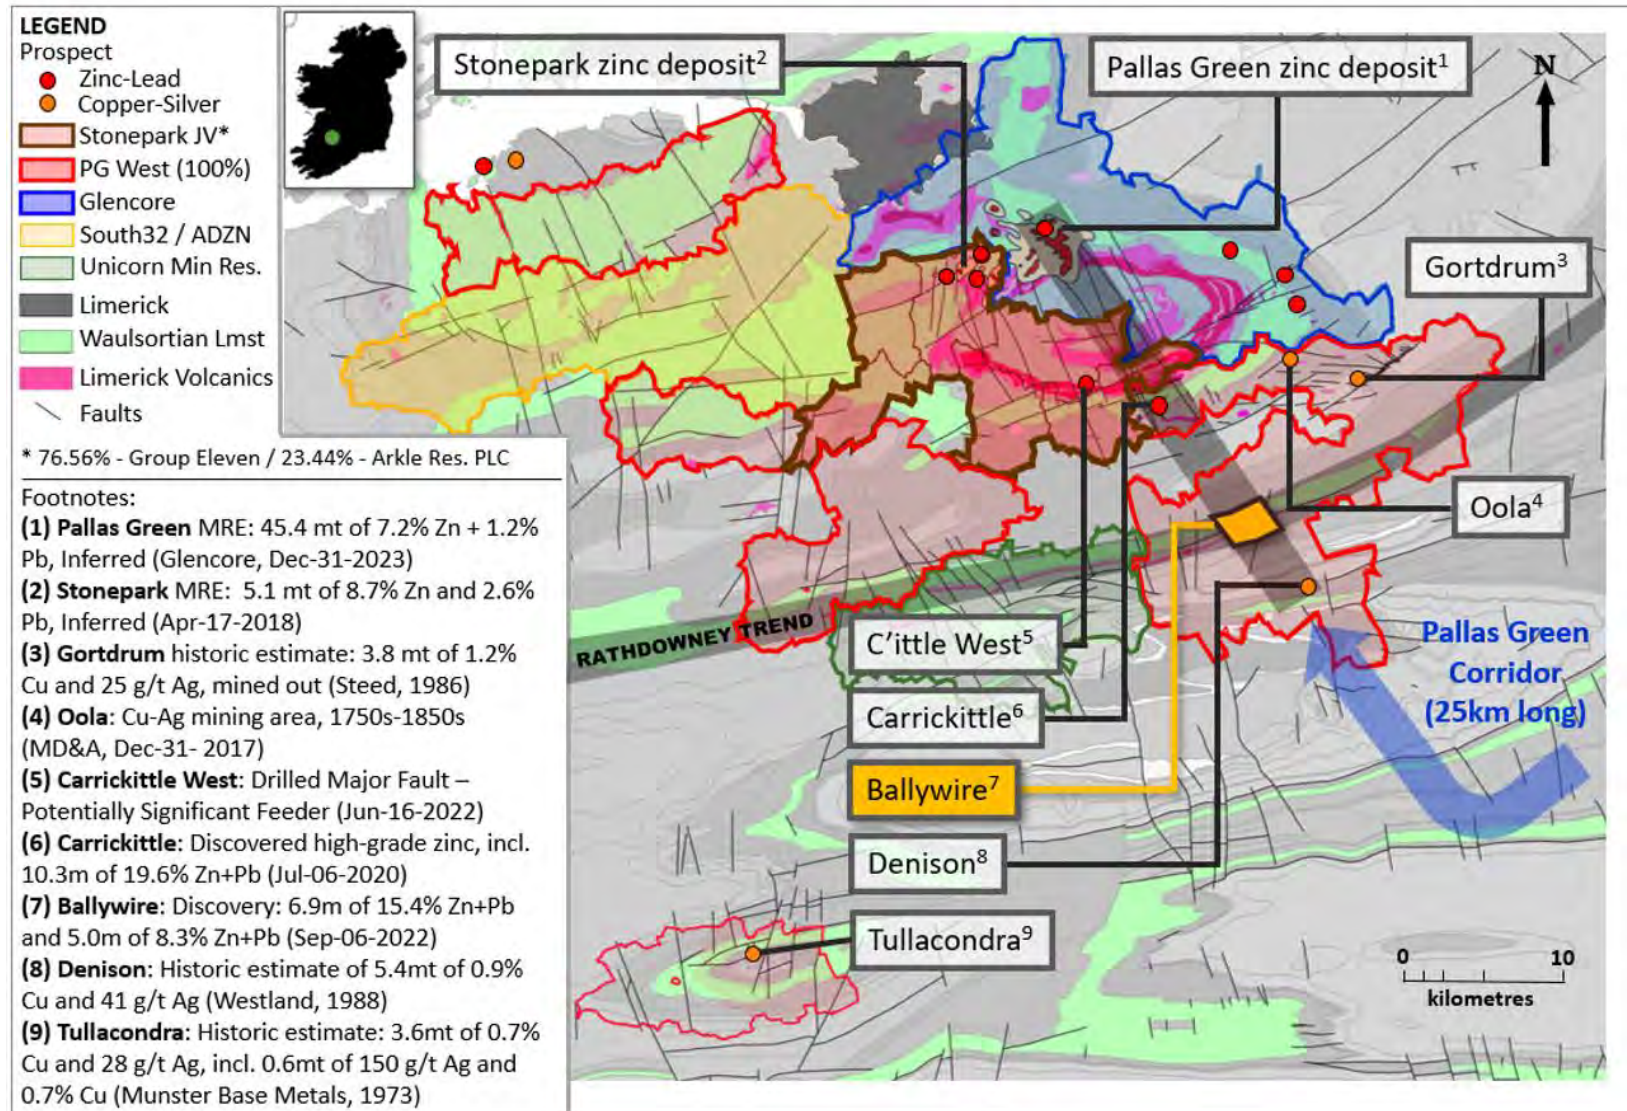 LEGEND
Prospect
Zinc-Lead
Copper-Silver
Stonepark JV*
PG West (100%)
Glencore
South32 / ADZN
Unicorn Min Res.
Limerick
Waulsortian Lmst
Limerick Volcanics
Faults
* 76.56% - Group Eleven / 23.44% - Arkle Res. PLC
Footnotes:
(1) Pallas Green MRE: 45.4 mt of 7.2% Zn + 1.2%
Pb, Inferred (Glencore, Dec-31-2023)
(2) Stonepark MRE: 5.1 mt of 8.7% Zn and 2.6%
Pb, Inferred (Apr-17-2018)
(3) Gortdrum historic estimate: 3.8 mt of 1.2%
Cu and 25 g/t Ag, mined out (Steed, 1986)
(4) Oola: Cu-Ag mining area, 1750s-1850s
(MD&A, Dec-31- 2017)
(5) Carrickittle West: Drilled Major Fault –
Potentially Significant Feeder (Jun-16-2022)
(6) Carrickittle: Discovered high-grade zinc, incl.
10.3m of 19.6% Zn+Pb (Jul-06-2020)
(7) Ballywire: Discovery: 6.9m of 15.4% Zn+Pb
and 5.0m of 8.3% Zn+Pb (Sep-06-2022)
(8) Denison: Historic estimate of 5.4mt of 0.9%
Cu and 41 g/t Ag (Westland, 1988)
(9) Tullacondra: Historic estimate: 3.6mt of 0.7%
Cu and 28 g/t Ag, incl. 0.6mt of 150 g/t Ag and
0.7% Cu (Munster Base Metals, 1973)
Stonepark zinc deposit²
Pallas Green zinc deposit¹
N
Gortdrum³
Oola⁴
RATHDOWNEY TREND
C'ittle West⁵
Carrickittle⁶
Ballywire⁷
Denison⁸
Tullacondra⁹
Pallas Green
Corridor
(25km long)
0 10
kilometres